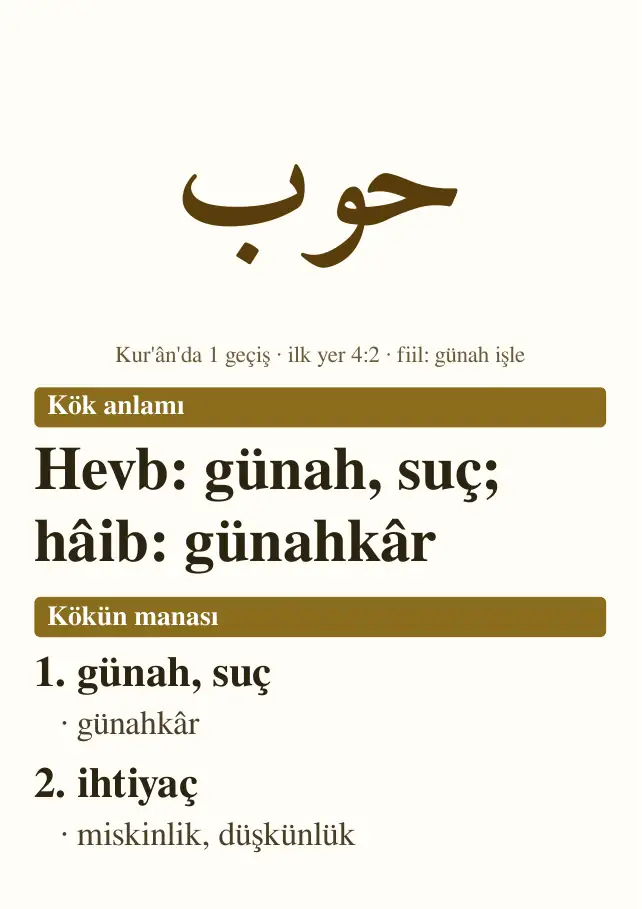 حوب
Kur'ân'da 1 geçiş · ilk yer 4:2 · fiil: günah işle
Kök anlamı
Hevb: günah, suç;
hâib: günahkâr
Kökün manası
1. günah, suç
· günahkâr
2. ihtiyaç
· miskinlik, düşkünlük